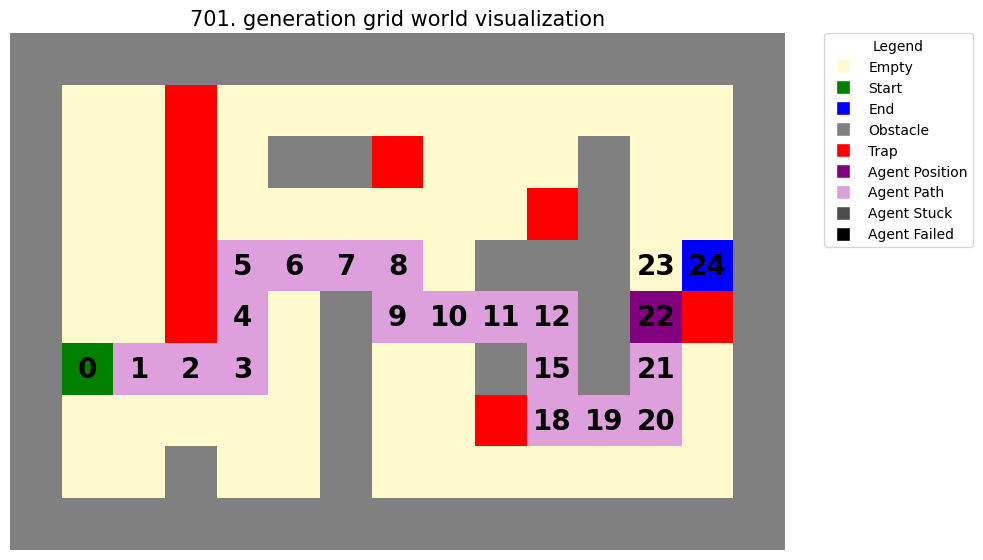 701. generation grid world visualization
Legend
Empty
Start
End
Obstacle
Trap
Agent Position
Agent Path
Agent Stuck
Agent Failed
5 6 7 8 23 24
4 9 10 11 12 22
0 1 2 3 15 21
18 19 20